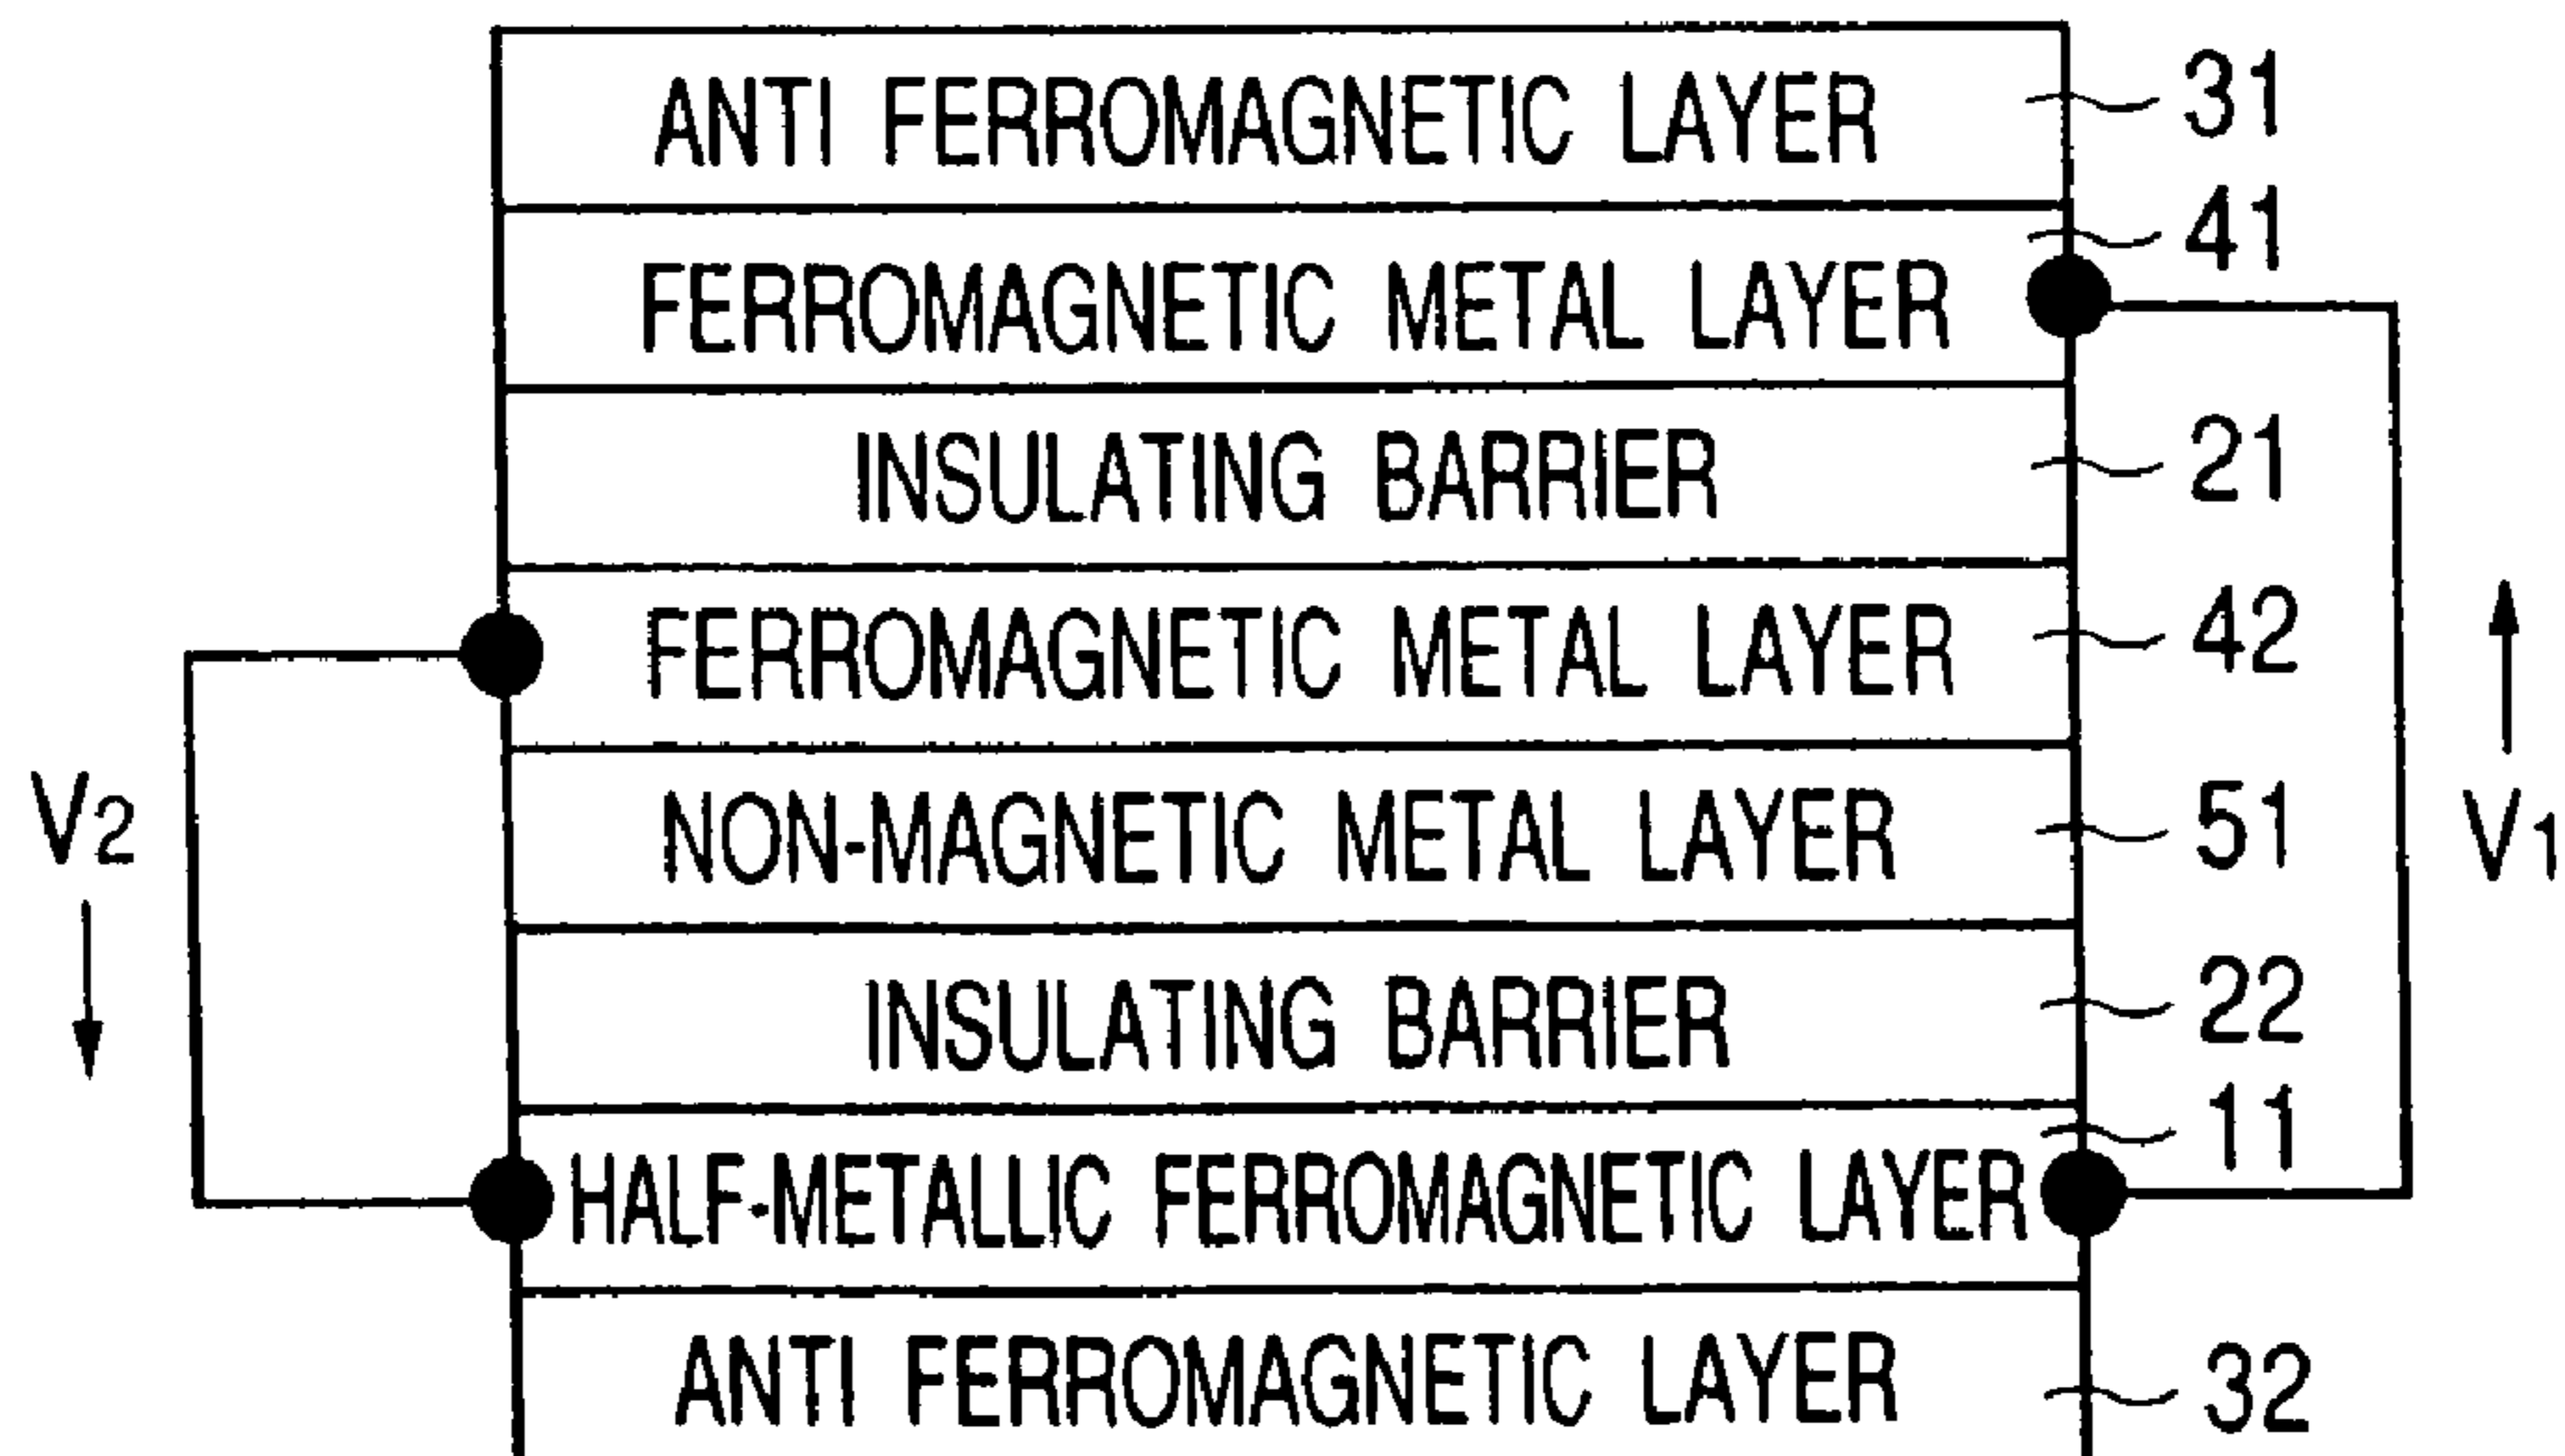 ANTI FERROMAGNETIC LAYER 31
41
FERROMAGNETIC METAL LAYER
INSULATING BARRIER 21
FERROMAGNETIC METAL LAYER 42
V2
NON-MAGNETIC METAL LAYER 51
V1
INSULATING BARRIER 22
11
HALF-METALLIC FERROMAGNETIC LAYER
ANTI FERROMAGNETIC LAYER 32